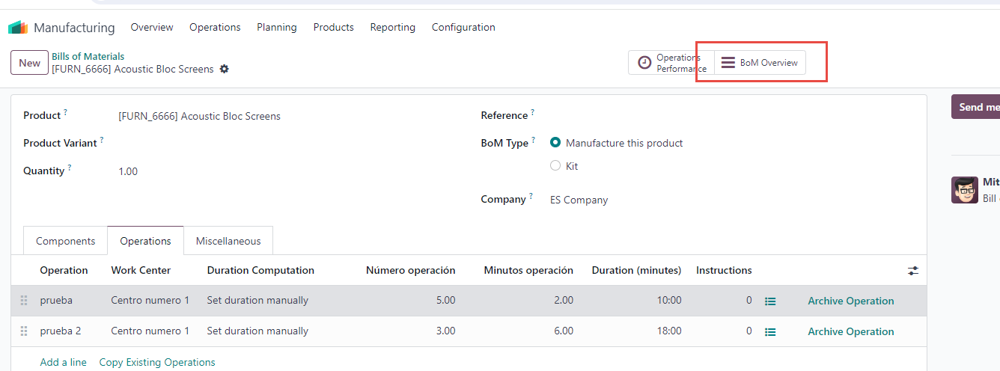 Manufacturing Overview Operations Planning Products Reporting Configuration
New Bills of Materials
[FURN_6666] Acoustic Bloc Screens
Operations Performance
BoM Overview
Send me
Product ? [FURN_6666] Acoustic Bloc Screens
Reference ?
Product Variant ?
BoM Type ? Manufacture this product
Kit
Quantity ? 1.00
Company ? ES Company
Mit
Bill
Components Operations Miscellaneous
Operation Work Center Duration Computation Número operación Minutos operación Duration (minutes) Instructions
prueba Centro numero 1 Set duration manually 5.00 2.00 10:00 0 Archive Operation
prueba 2 Centro numero 1 Set duration manually 3.00 6.00 18:00 0 Archive Operation
Add a line Copy Existing Operations